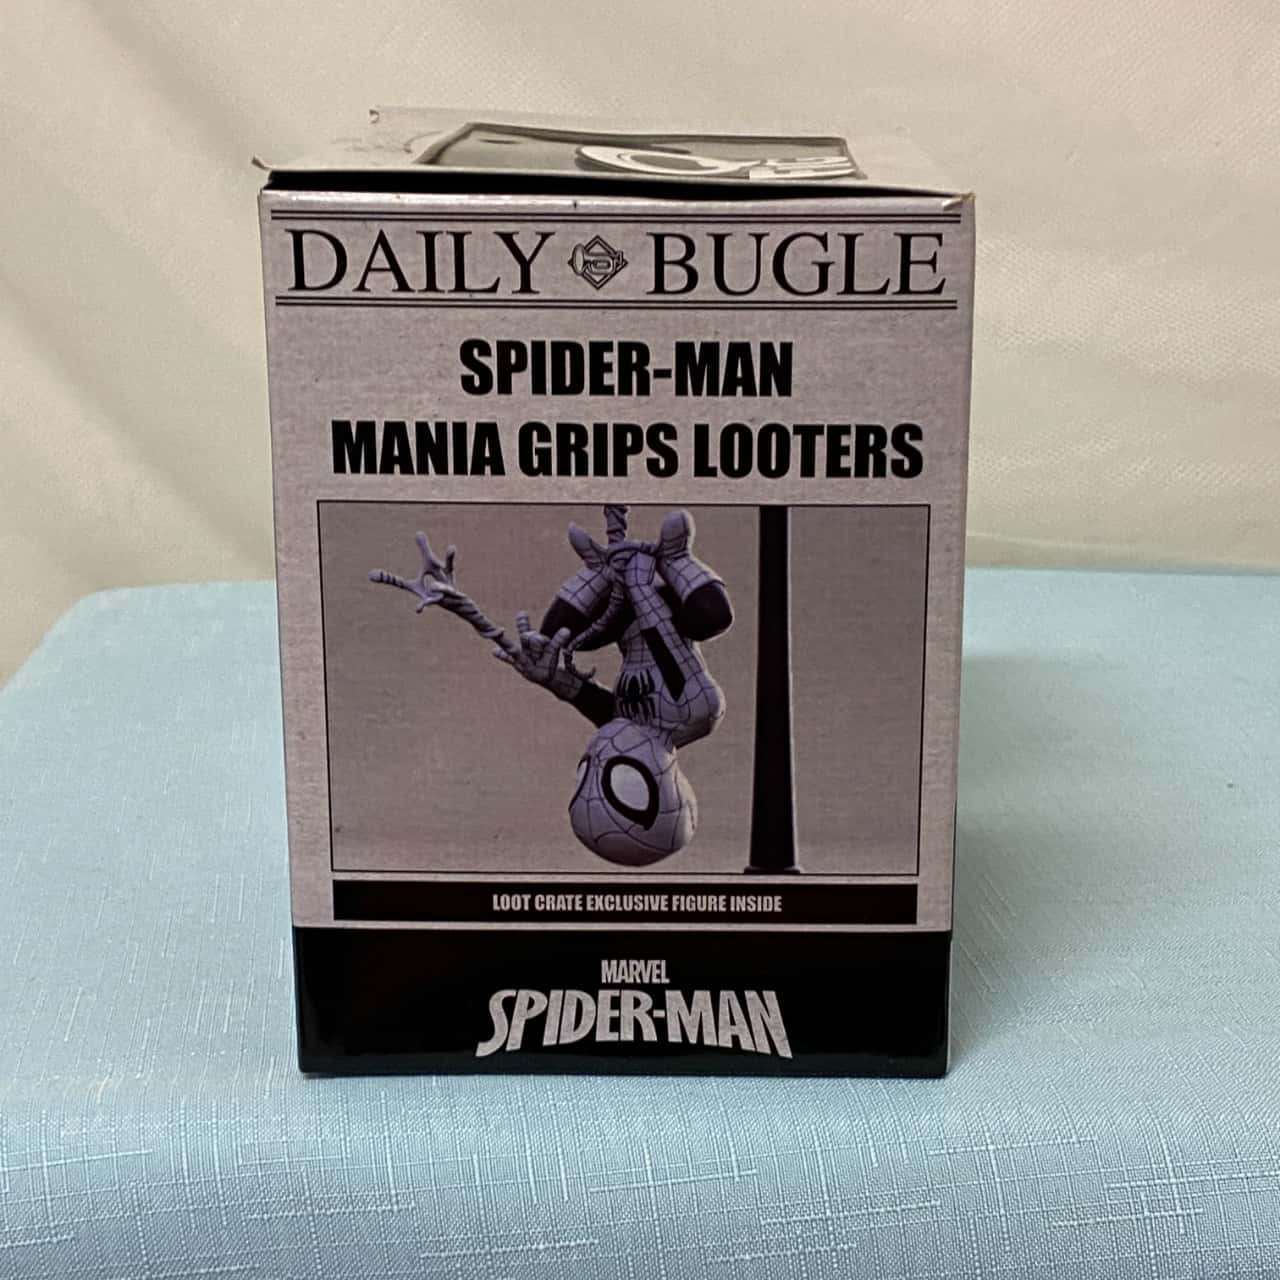 DAILY BUGLE
SPIDER-MAN
MANIA GRIPS LOOTERS
LOOT CRATE EXCLUSIVE FIGURE INSIDE
MARVEL
SPIDER-MAN